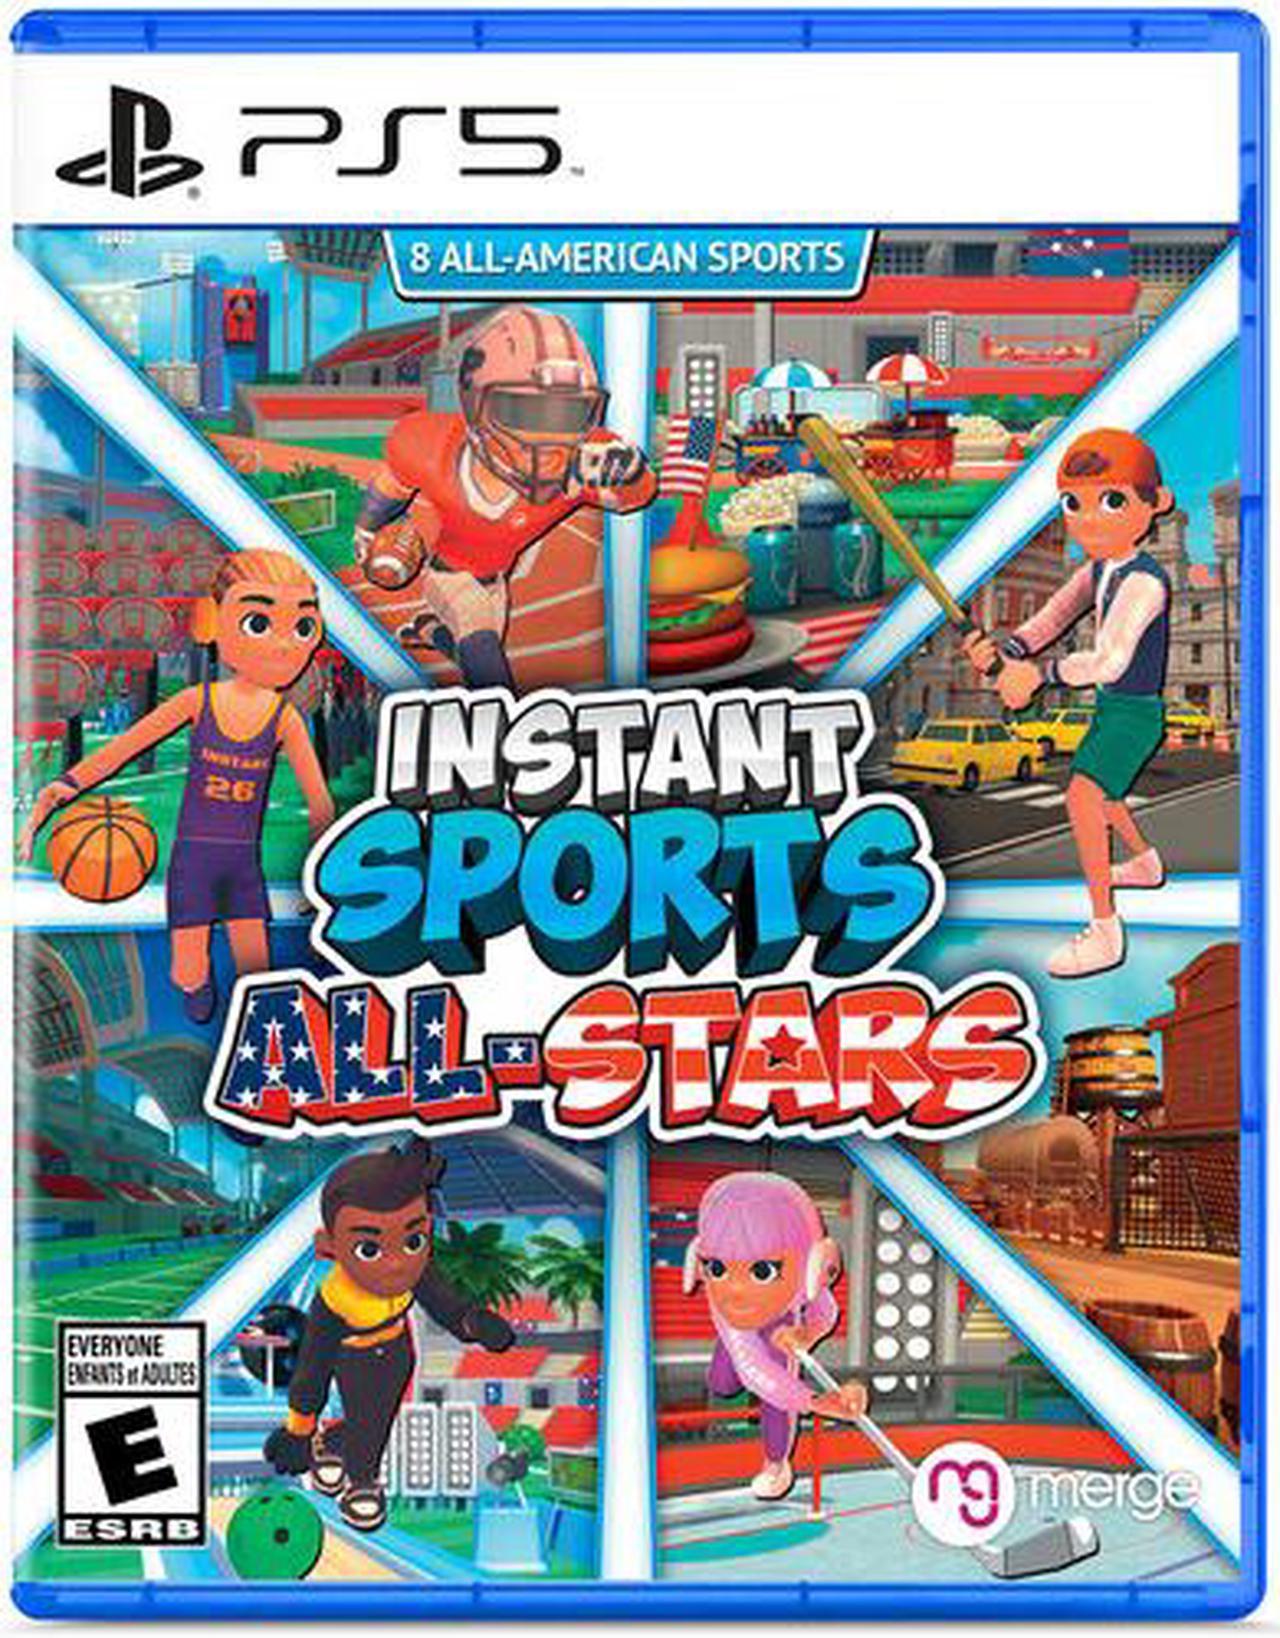 PS5
8 ALL-AMERICAN SPORTS
INSTANT
26
INSTANT
SPORTS
ALL-STARS
EVERYONE
ENFANTS et ADULTES
E
ESRB
merge